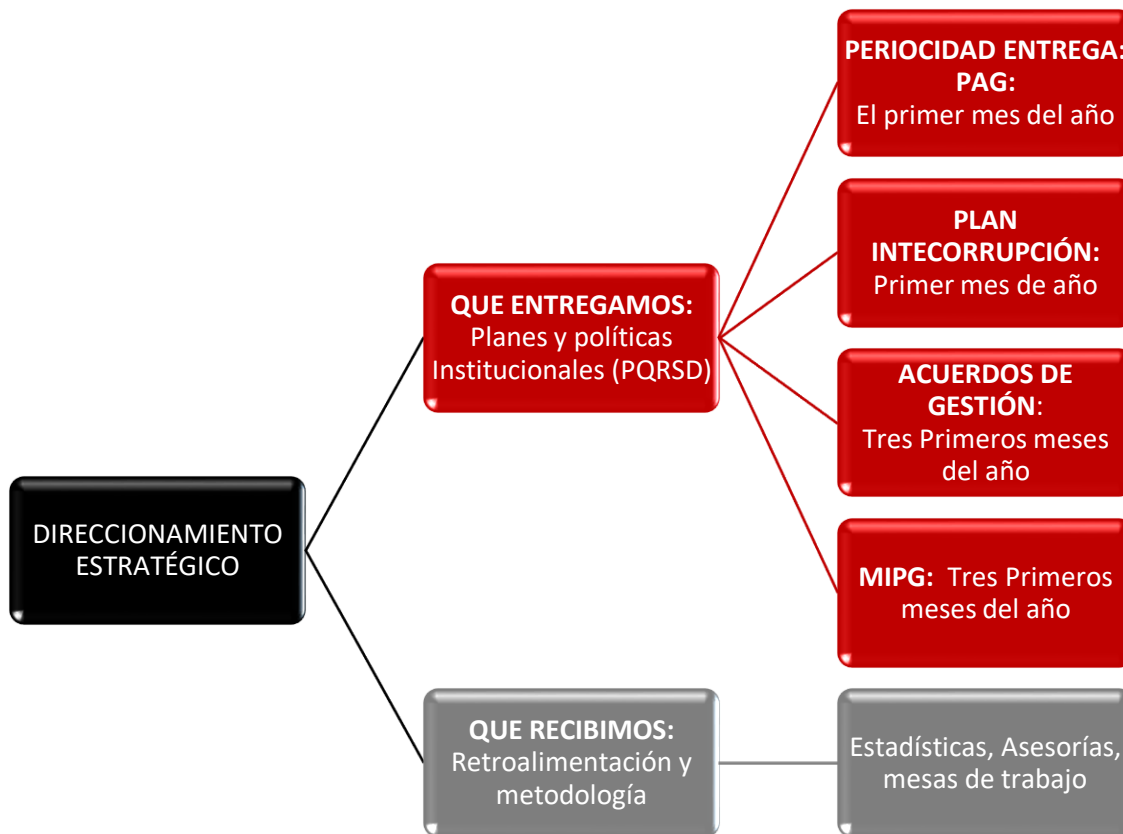 PERIOCIDAD ENTREGA:
PAG:
El primer mes del año
PLAN
INTECORRUPCIÓN:
Primer mes de año
QUE ENTREGAMOS:
Planes y políticas
Institucionales (PQRSD)
ACUERDOS DE
GESTIÓN:
Tres Primeros meses
del año
DIRECCIONAMIENTO
ESTRATÉGICO
MIPG: Tres Primeros
meses del año
QUE RECIBIMOS:
Retroalimentación y
metodología
Estadísticas, Asesorías,
mesas de trabajo